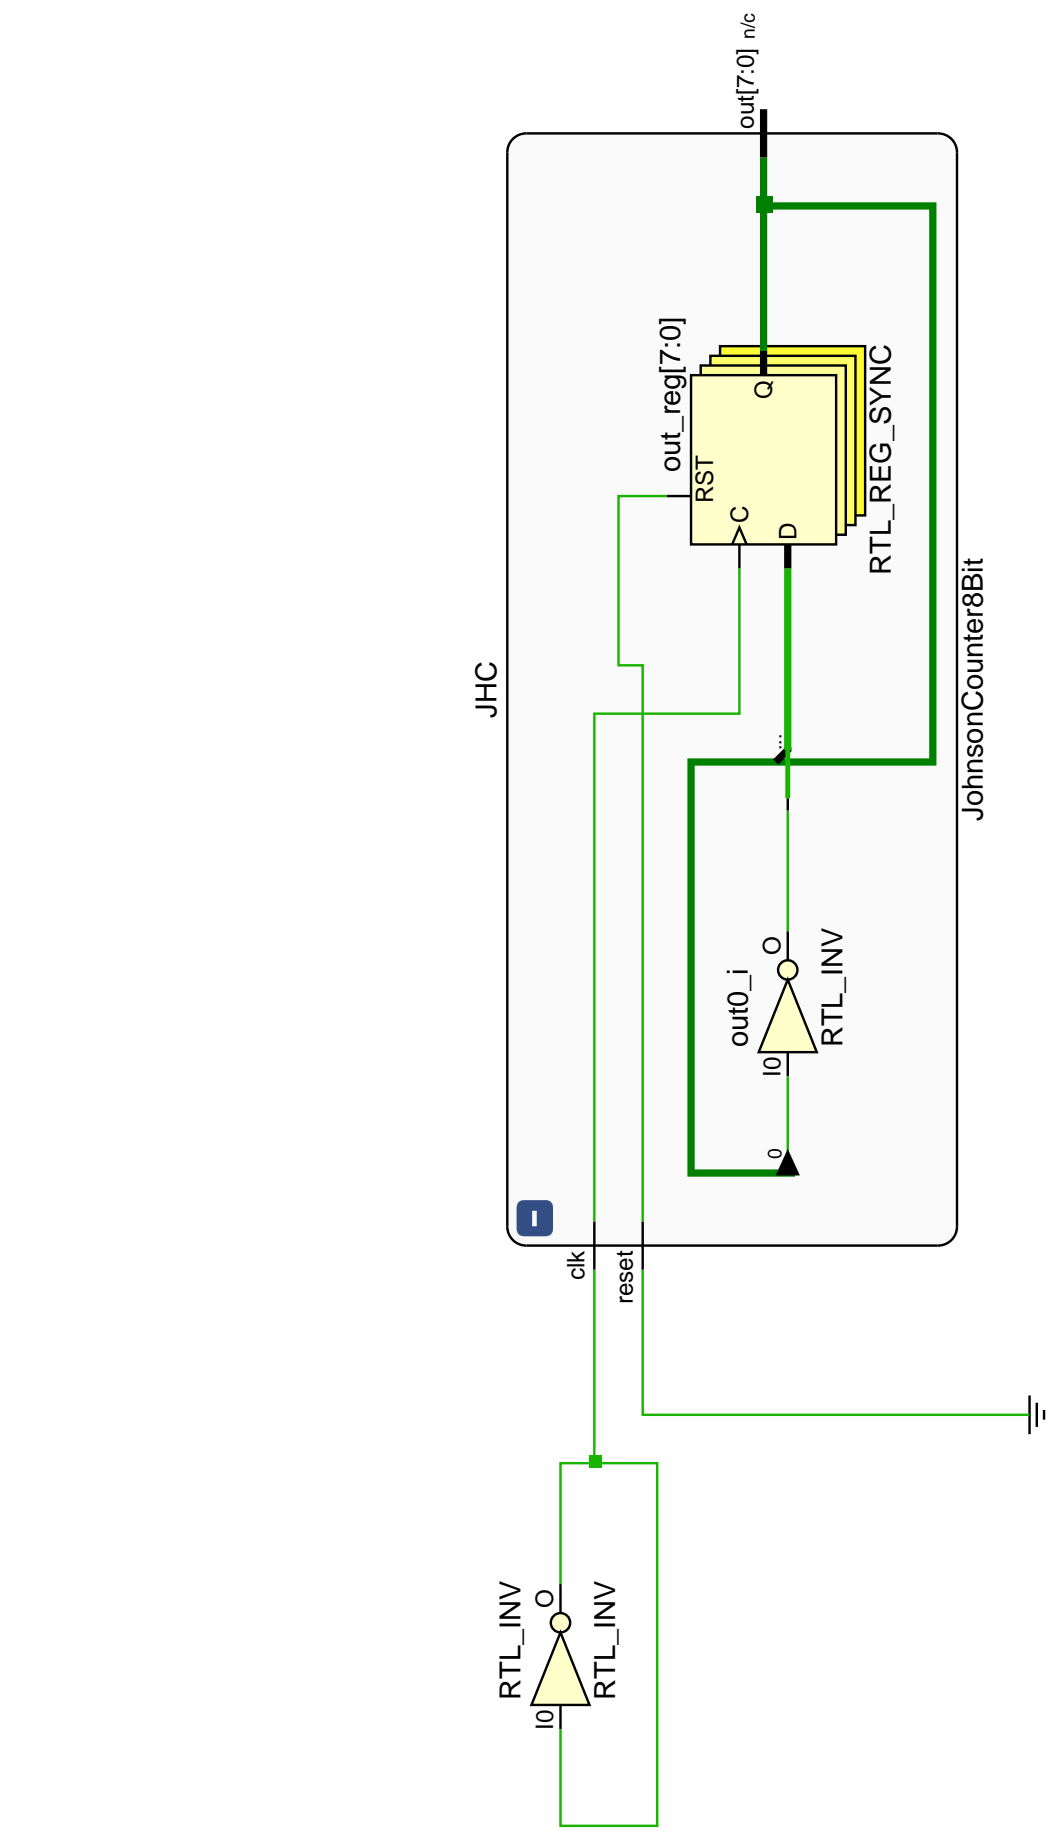 RTL_INV
I0
O
RTL_INV
clk
reset
JHC
0
out0_i
I0
O
RTL_INV
...
out_reg[7:0]
RST
C
D
Q
RTL_REG_SYNC
JohnsonCounter8Bit
out[7:0] n/c